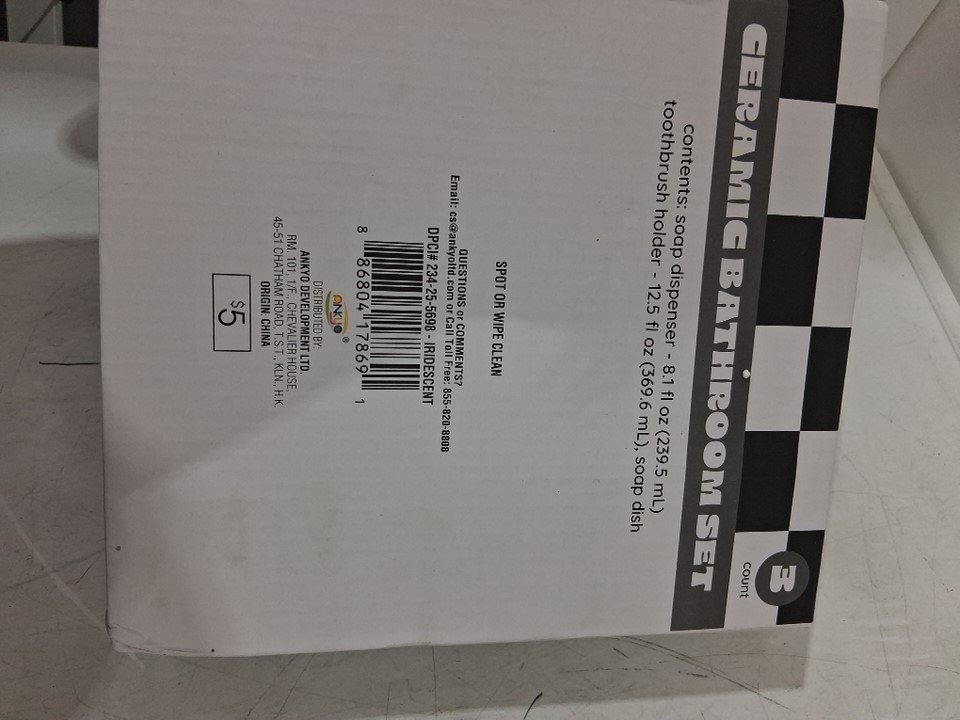 CERAMIC BATHROOM SET
3
count
contents: soap dispenser - 8.1 fl oz (239.5 mL)
toothbrush holder - 12.5 fl oz (369.6 mL), soap dish
SPOT OR WIPE CLEAN
QUESTIONS or COMMENTS?
Email: cs@ankyoltd.com or Call Toll Free: 855-820-8808
DPCI# 234-25-5698 - IRIDESCENT
8 86804 17869 1
ANKYO®
DISTRIBUTED BY:
ANKYO DEVELOPMENT LTD.
RM. 101, 1/F., CHEVALIER HOUSE,
45-51 CHATHAM ROAD, T.S.T., KLN., H.K.
ORIGIN: CHINA
$5